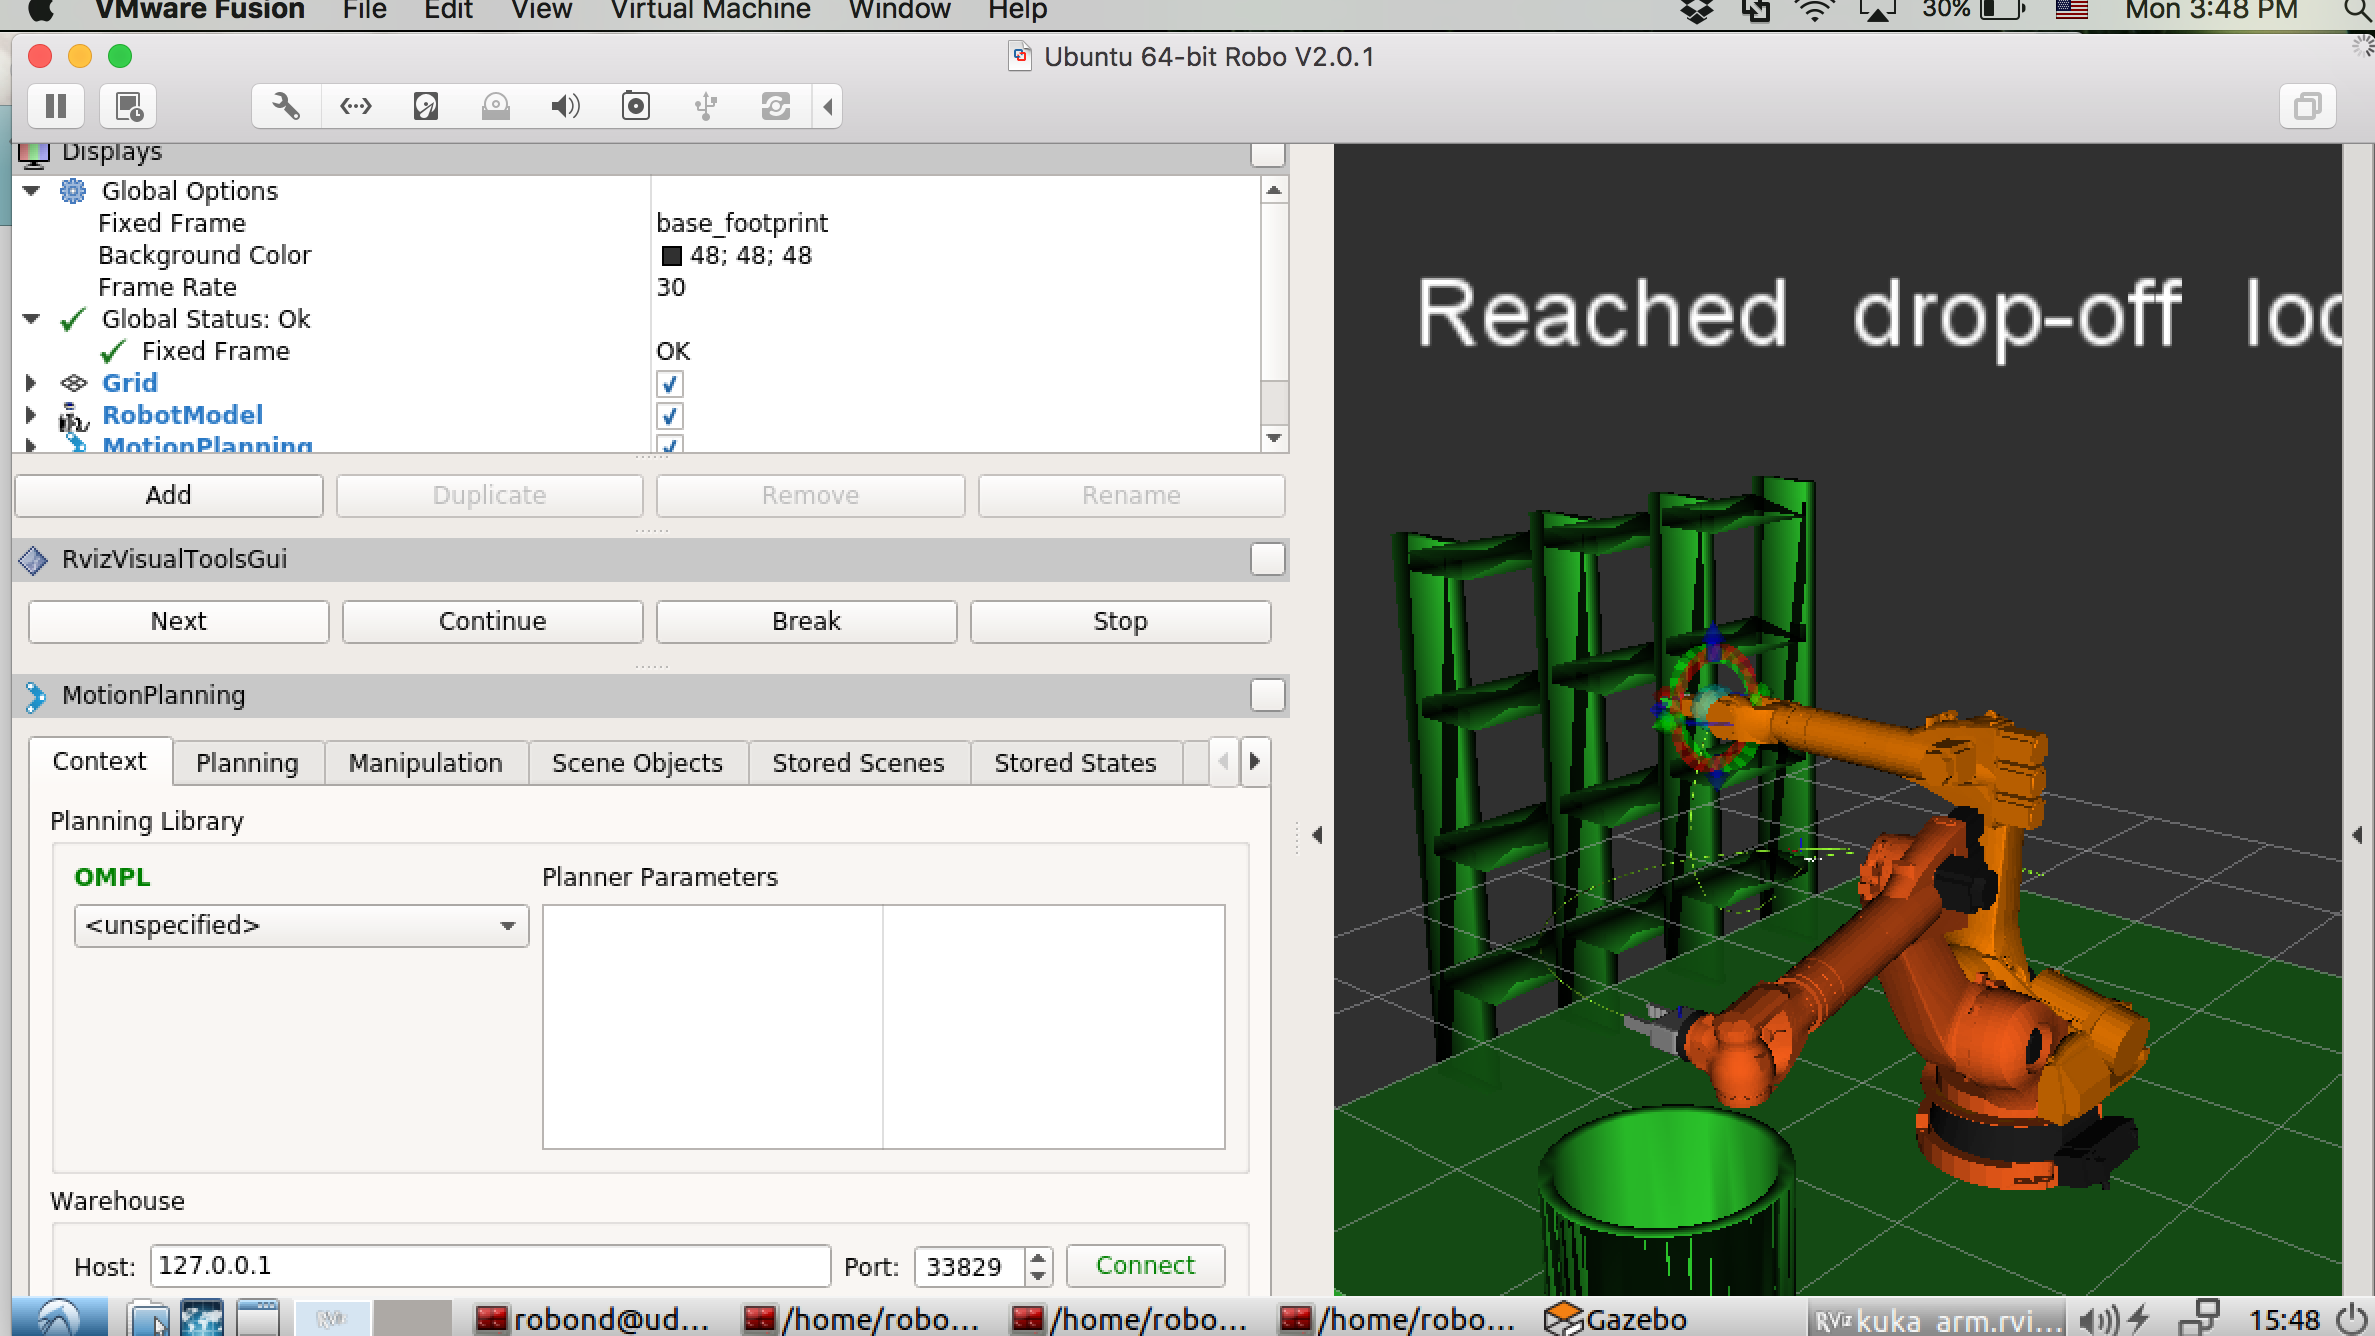 VMware Fusion File Edit View Virtual Machine Window Help 30% Mon 3:48 PM
Ubuntu 64-bit Robo V2.0.1
Displays
Global Options
Fixed Frame base_footprint
Background Color 48; 48; 48
Frame Rate 30
Global Status: Ok
Fixed Frame OK
Grid
RobotModel
MotionPlanning
Add Duplicate Remove Rename
RvizVisualToolsGui
Next Continue Break Stop
MotionPlanning
Context Planning Manipulation Scene Objects Stored Scenes Stored States
Planning Library
OMPL Planner Parameters
<unspecified>
Warehouse
Host: 127.0.0.1 Port: 33829 Connect
Reached drop-off loc
RViz robond@ud... /home/robo... /home/robo... /home/robo... Gazebo RViz kuka_arm.rvi... 15:48